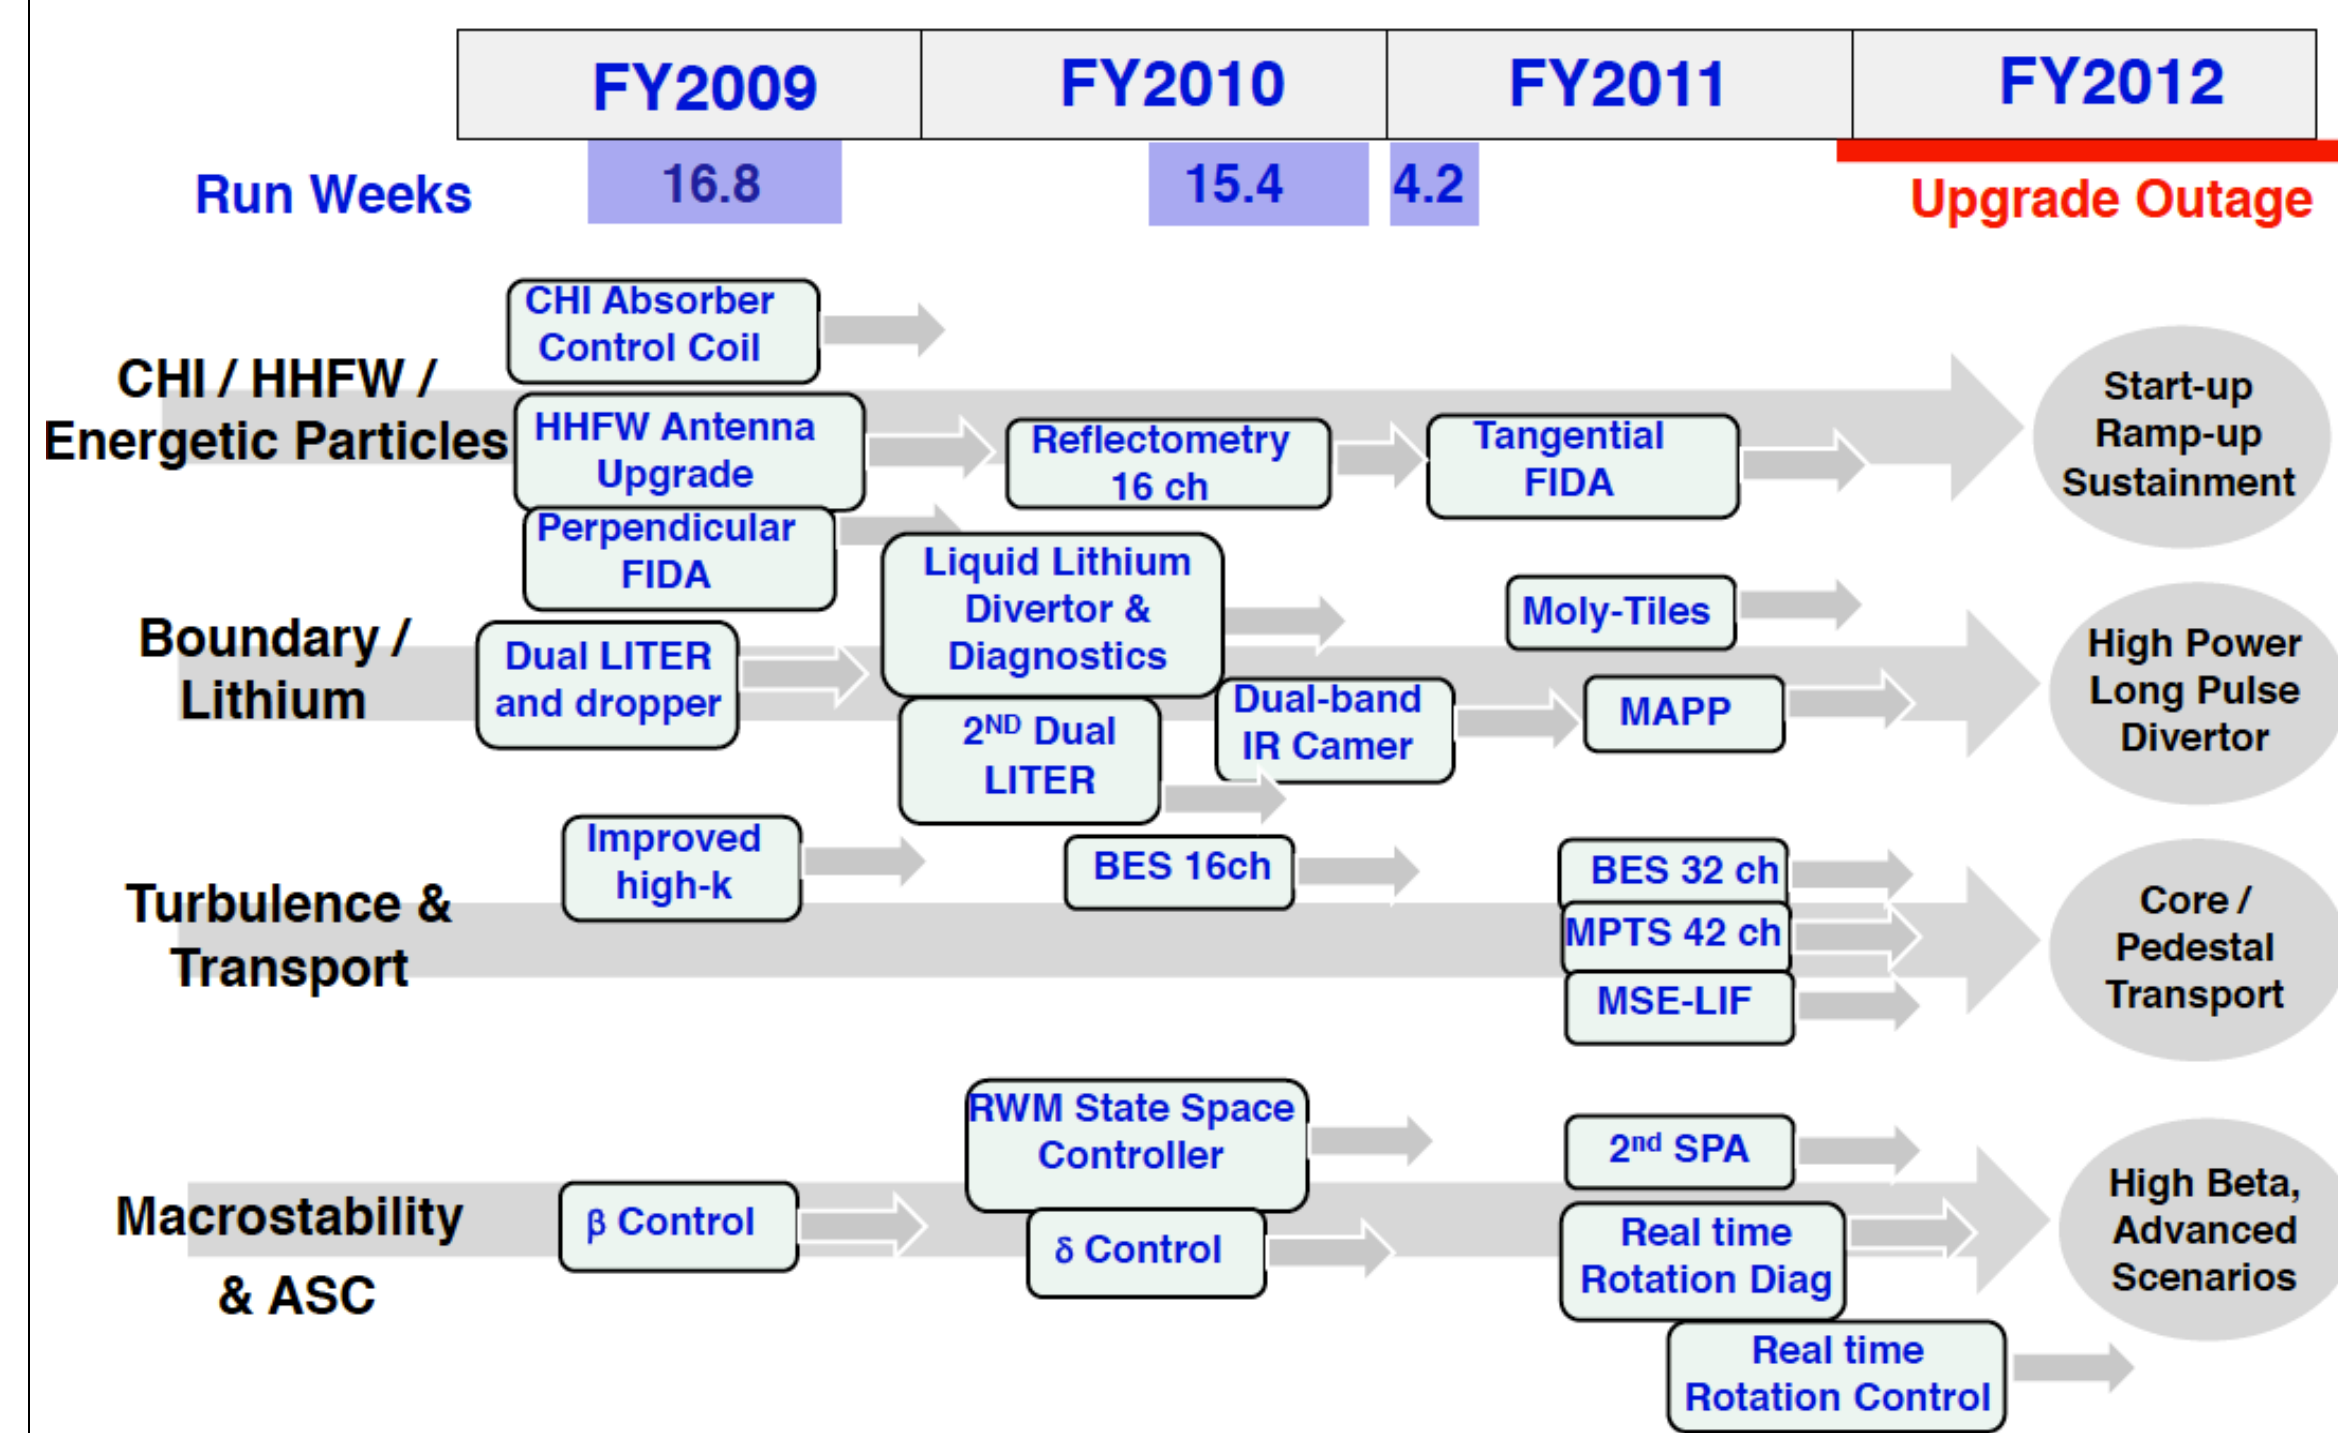 FY2009 FY2010 FY2011 FY2012
Run Weeks 16.8 15.4 4.2 Upgrade Outage
CHI / HHFW /
Energetic Particles
CHI Absorber
Control Coil
HHFW Antenna
Upgrade
Perpendicular
FIDA
Reflectometry
16 ch
Tangential
FIDA
Start-up
Ramp-up
Sustainment
Boundary /
Lithium
Dual LITER
and dropper
Liquid Lithium
Divertor &
Diagnostics
2ND Dual
LITER
Dual-band
IR Camer
Moly-Tiles
MAPP
High Power
Long Pulse
Divertor
Turbulence &
Transport
Improved
high-k
BES 16ch
BES 32 ch
MPTS 42 ch
MSE-LIF
Core /
Pedestal
Transport
Macrostability
& ASC
β Control
RWM State Space
Controller
δ Control
2nd SPA
Real time
Rotation Diag
Real time
Rotation Control
High Beta,
Advanced
Scenarios